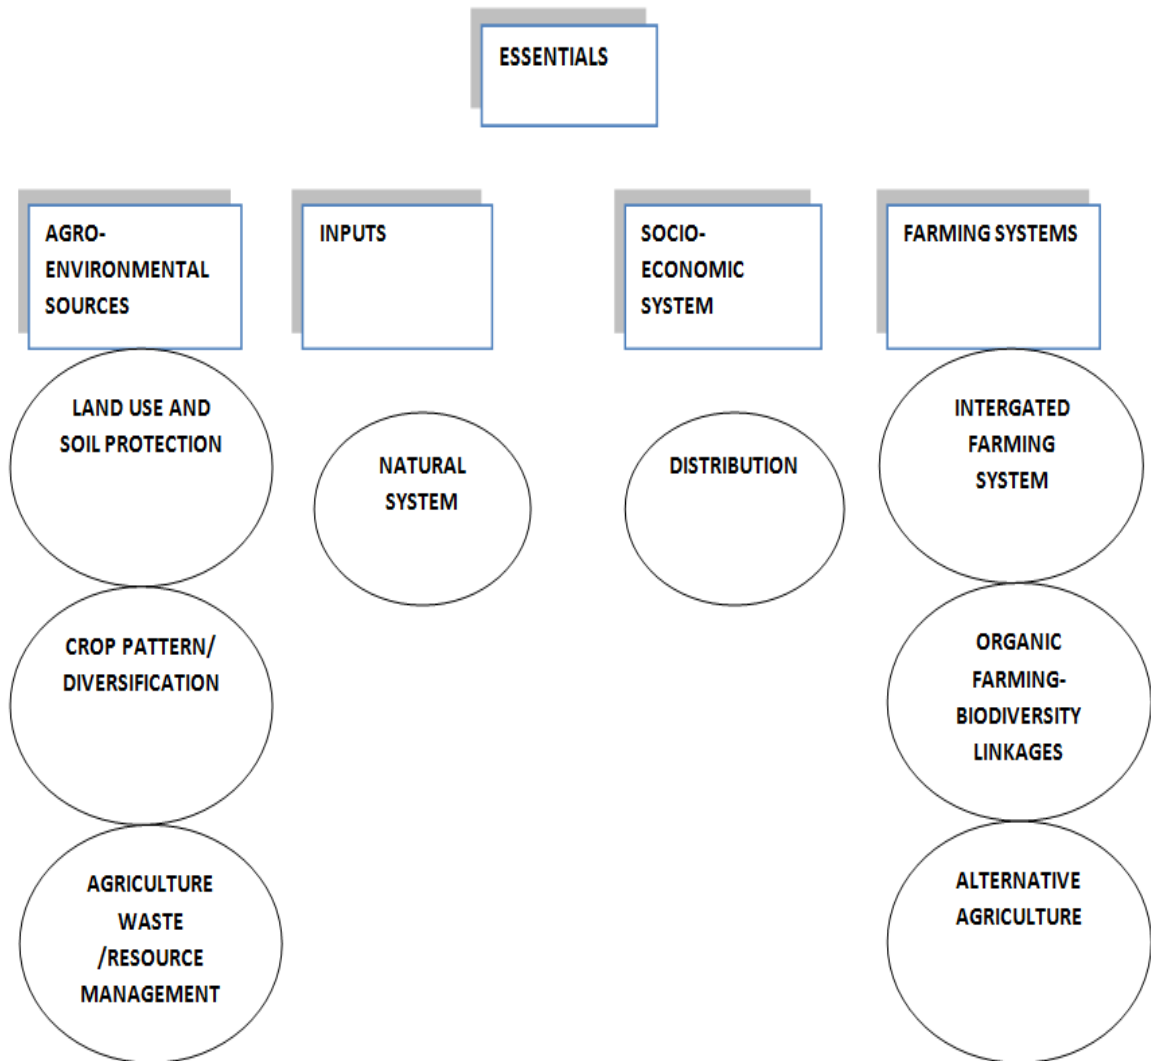 ESSENTIALS
AGRO-
ENVIRONMENTAL
SOURCES
INPUTS
SOCIO-
ECONOMIC
SYSTEM
FARMING SYSTEMS
LAND USE AND
SOIL PROTECTION
NATURAL
SYSTEM
DISTRIBUTION
INTERGATED
FARMING
SYSTEM
CROP PATTERN/
DIVERSIFICATION
ORGANIC
FARMING-
BIODIVERSITY
LINKAGES
AGRICULTURE
WASTE
/RESOURCE
MANAGEMENT
ALTERNATIVE
AGRICULTURE